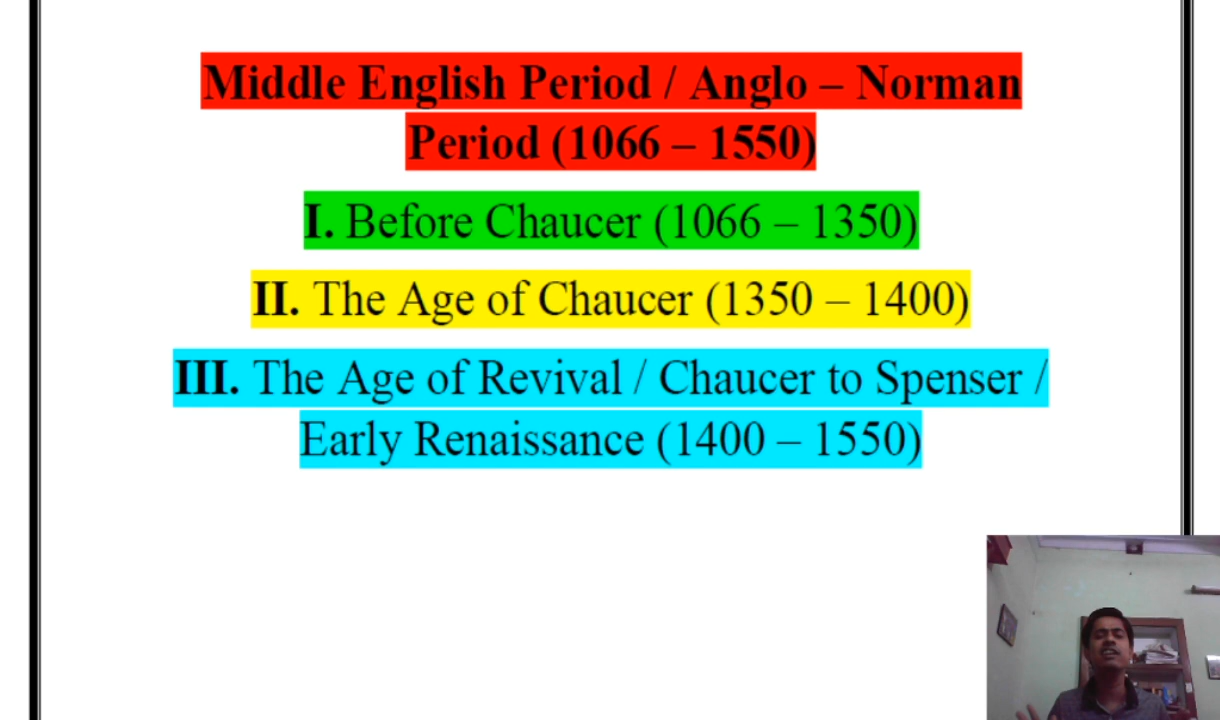 Middle English Period / Anglo – Norman
Period (1066 – 1550)
I. Before Chaucer (1066 – 1350)
II. The Age of Chaucer (1350 – 1400)
III. The Age of Revival / Chaucer to Spenser /
Early Renaissance (1400 – 1550)